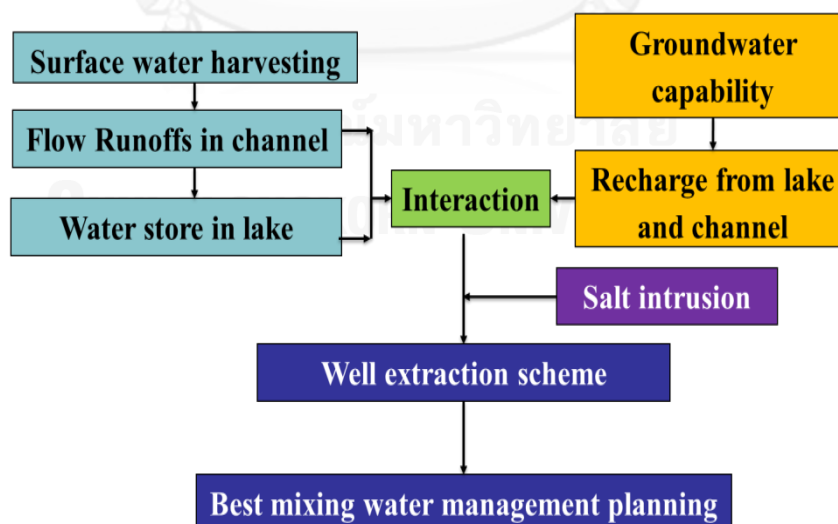 Surface water harvesting
Flow Runoffs in channel
Water store in lake
Groundwater
capability
Recharge from lake
and channel
Interaction
Salt intrusion
Well extraction scheme
Best mixing water management planning